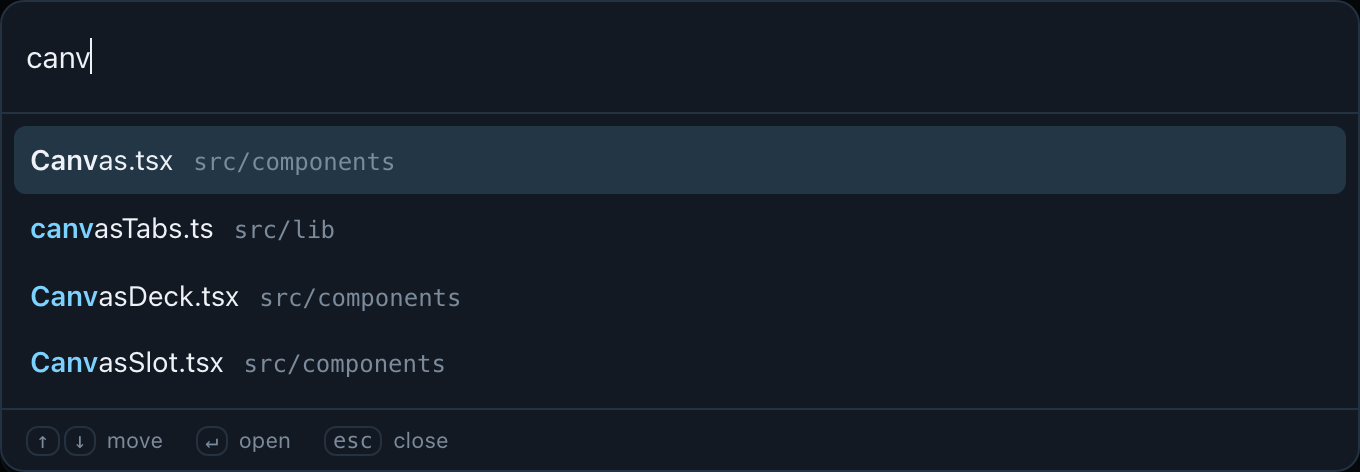 canv
Canvas.tsx src/components
canvasTabs.ts src/lib
CanvasDeck.tsx src/components
CanvasSlot.tsx src/components
↑ ↓ move ↵ open esc close